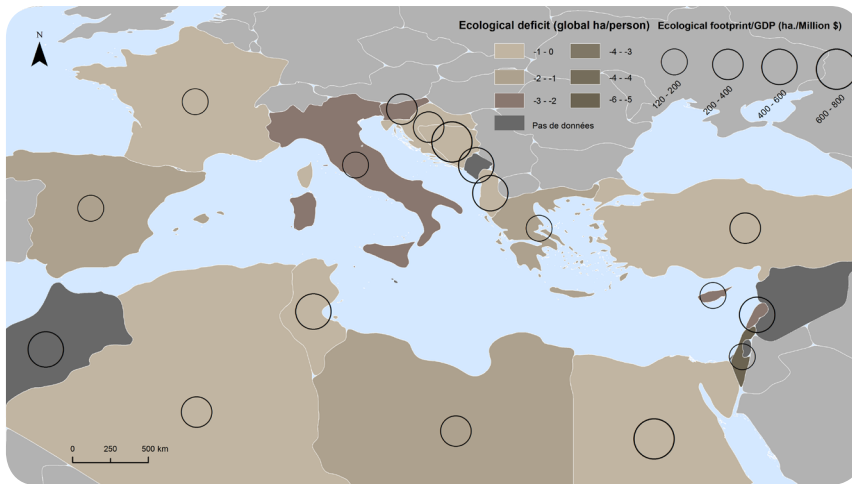 Ecological deficit (global ha/person)
Ecological footprint/GDP (ha./Million $)
N
-1 - 0
-4 - -3
-2 - -1
-4 - -4
-3 - -2
-6 - -5
Pas de données
120 - 200
200 - 400
400 - 600
600 - 800
0 250 500 km